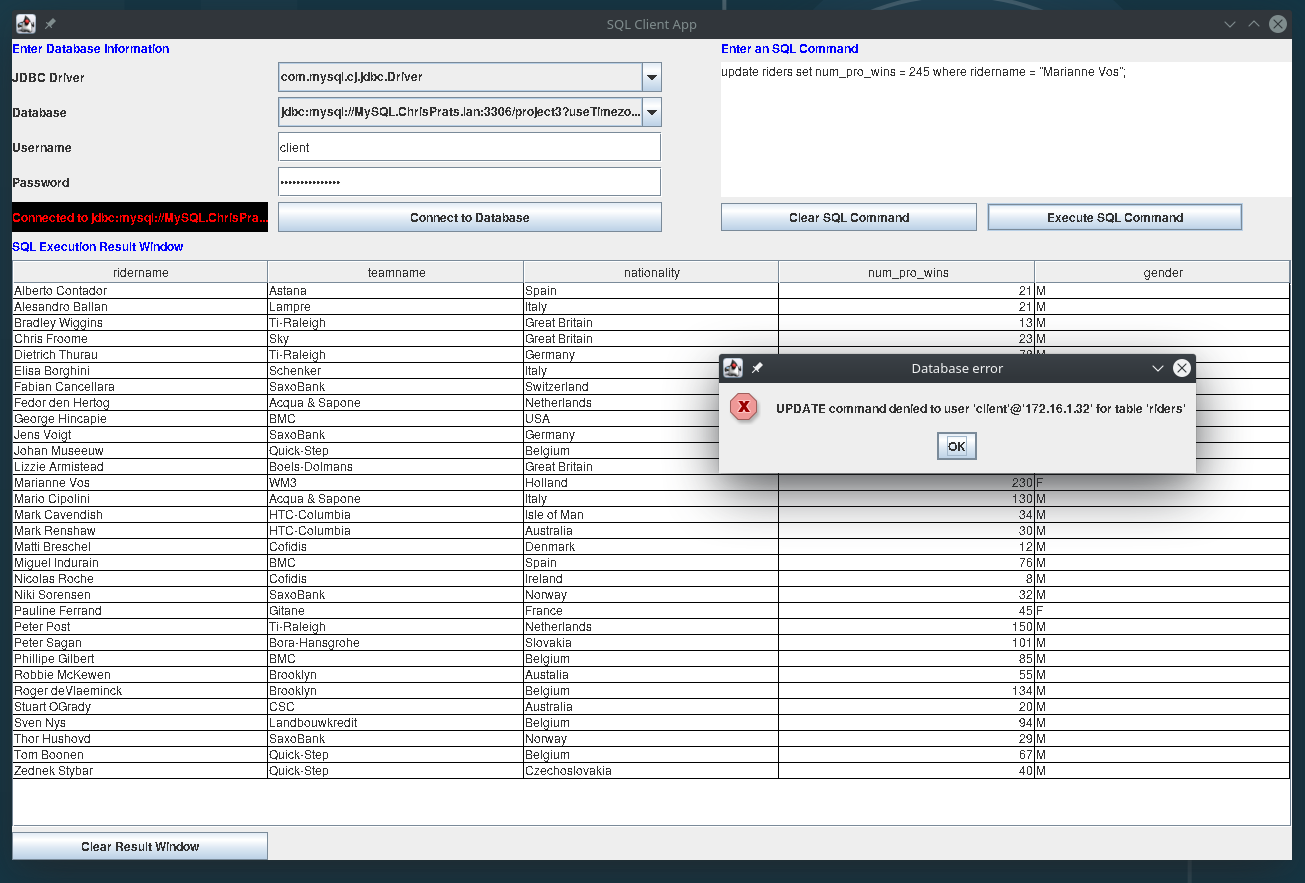 SQL Client App
Enter Database Information
Enter an SQL Command
JDBC Driver
com.mysql.cj.jdbc.Driver
update riders set num_pro_wins = 245 where ridername = "Marianne Vos";
Database
jdbc:mysql://MySQL.ChrisPrats.lan:3306/project3?useTimezo...
Username
client
Password
•••••••••••••••
Connected to jdbc:mysql://MySQL.ChrisPra...
Connect to Database
Clear SQL Command
Execute SQL Command
SQL Execution Result Window
ridername teamname nationality num_pro_wins gender
Alberto Contador Astana Spain 21 M
Alesandro Ballan Lampre Italy 21 M
Bradley Wiggins Ti-Raleigh Great Britain 13 M
Chris Froome Sky Great Britain 23 M
Dietrich Thurau Ti-Raleigh Germany M
Elisa Borghini Schenker Italy
Fabian Cancellara SaxoBank Switzerland
Fedor den Hertog Acqua & Sapone Netherlands
George Hincapie BMC USA
Jens Voigt SaxoBank Germany
Johan Museeuw Quick-Step Belgium
Lizzie Armistead Boels-Dolmans Great Britain
Marianne Vos WM3 Holland 230 F
Mario Cipolini Acqua & Sapone Italy 130 M
Mark Cavendish HTC-Columbia Isle of Man 34 M
Mark Renshaw HTC-Columbia Australia 30 M
Matti Breschel Cofidis Denmark 12 M
Miguel Indurain BMC Spain 76 M
Nicolas Roche Cofidis Ireland 8 M
Niki Sorensen SaxoBank Norway 32 M
Pauline Ferrand Gitane France 45 F
Peter Post Ti-Raleigh Netherlands 150 M
Peter Sagan Bora-Hansgrohe Slovakia 101 M
Phillipe Gilbert BMC Belgium 85 M
Robbie McKewen Brooklyn Austalia 55 M
Roger deVlaeminck Brooklyn Belgium 134 M
Stuart OGrady CSC Australia 20 M
Sven Nys Landbouwkredit Belgium 94 M
Thor Hushovd SaxoBank Norway 29 M
Tom Boonen Quick-Step Belgium 67 M
Zednek Stybar Quick-Step Czechoslovakia 40 M
Database error
X
UPDATE command denied to user 'client'@'172.16.1.32' for table 'riders'
OK
Clear Result Window